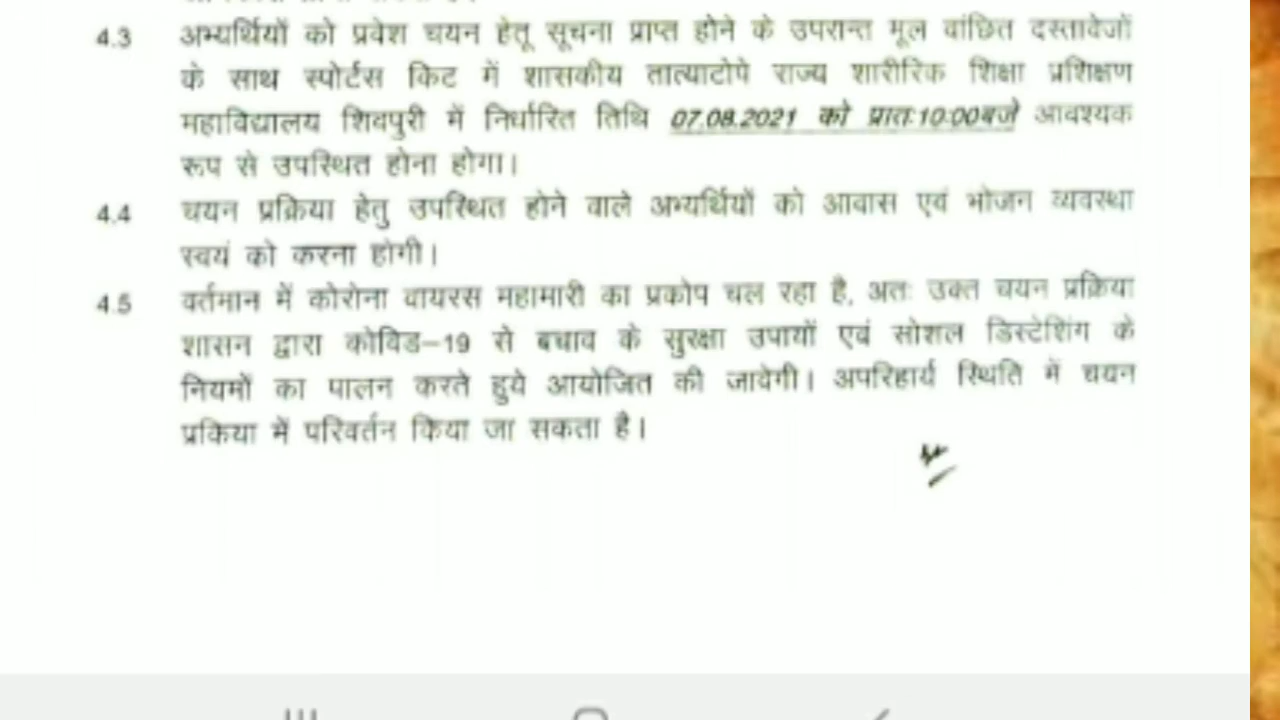 4.3 अभ्यर्थियों को प्रवेश चयन हेतू सूचना प्राप्त होने के उपरान्त मूल वांछित दस्तावेजों
के साथ स्पोर्टस किट में शासकीय तात्याटोपे राज्य शारीरिक शिक्षा प्रशिक्षण
महाविद्यालय शिवपुरी में निर्धारित तिथि 07.08.2021 को प्रातः10:00बजे आवश्यक
रूप से उपस्थित होना होगा।
4.4 चयन प्रक्रिया हेतु उपस्थित होने वाले अभ्यर्थियों को आवास एवं भोजन व्यवस्था
स्वयं को करना होगी।
4.5 वर्तमान में कोरोना वायरस महामारी का प्रकोप चल रहा है, अतः उक्त चयन प्रक्रिया
शासन द्वारा कोविड–19 से बचाव के सुरक्षा उपायों एवं सोशल डिस्टेशिंग के
नियमों का पालन करते हुये आयोजित की जावेगी। अपरिहार्य स्थिति में चयन
प्रकिया में परिवर्तन किया जा सकता है।